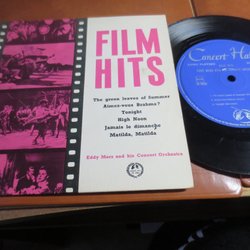 FILM
HITS
The green leaves of Summer
Aimez-vous Brahms?
Tonight
High Noon
Jamais le dimanche
Matilda, Matilda
Eddy Marc and his Concert Orchestra
Concert Hall